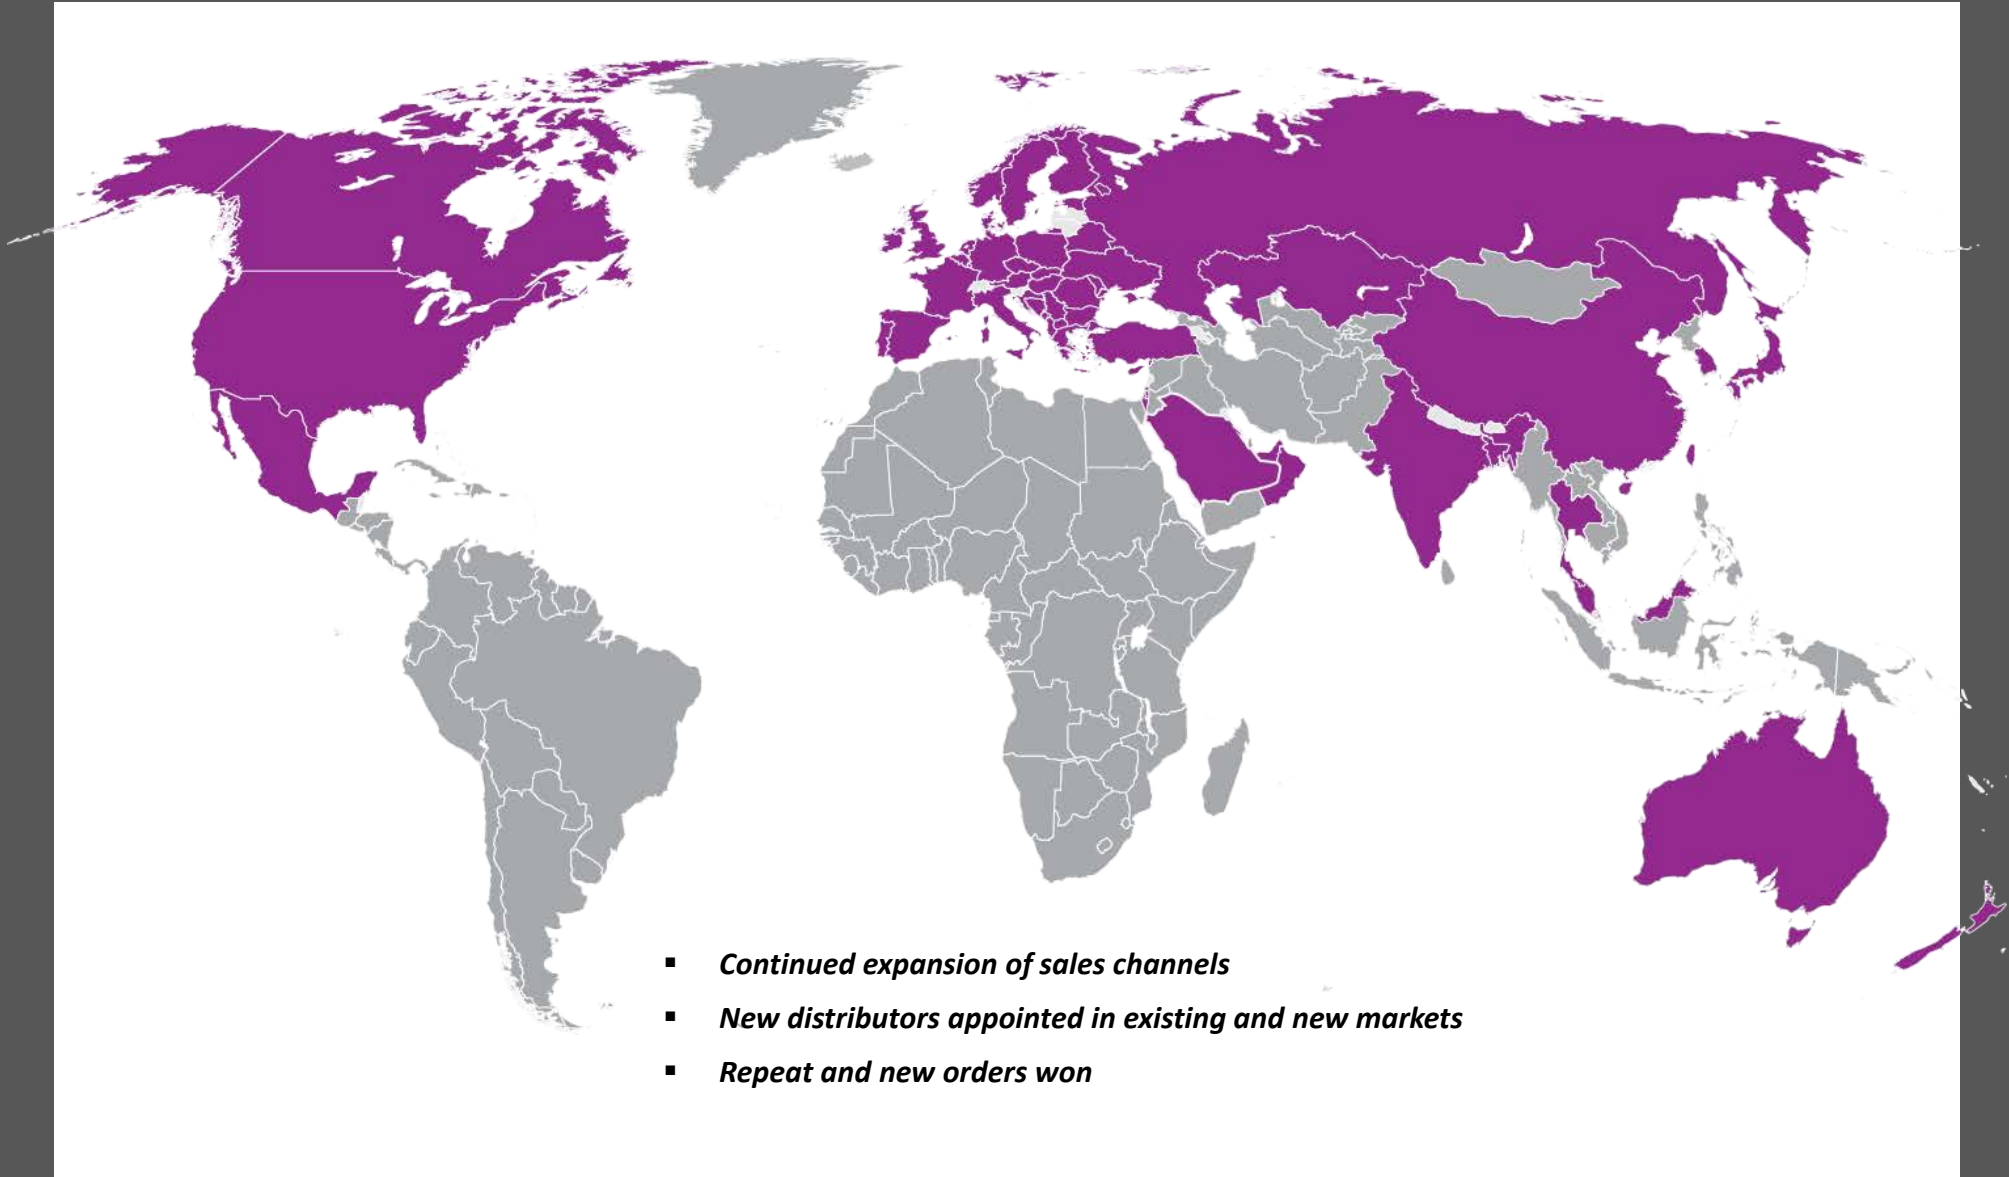 ▪ Continued expansion of sales channels
▪ New distributors appointed in existing and new markets
▪ Repeat and new orders won